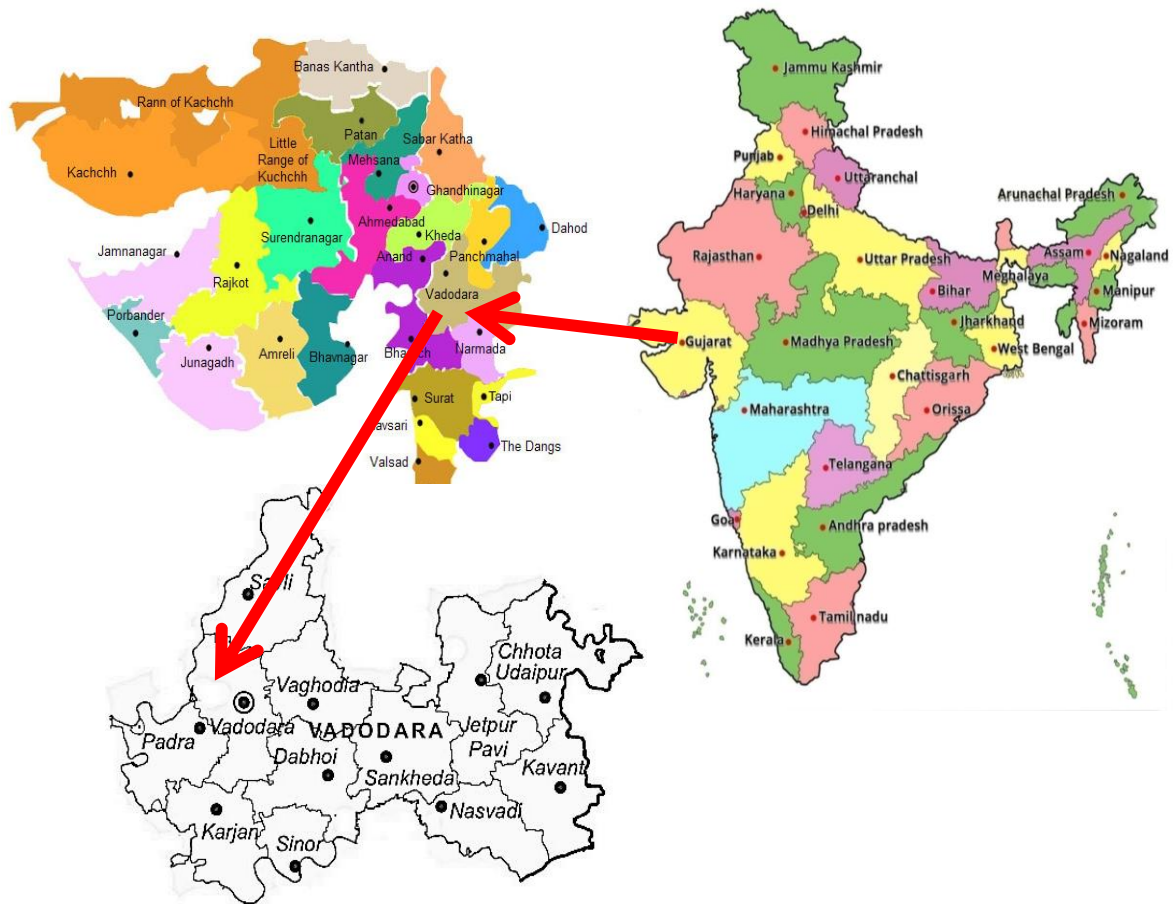 Banas Kantha
Rann of Kachchh
Patan
Sabar Katha
Little
Range of
Kuchchh
Mehsana
Kachchh
Ghandhinagar
Ahmedabad
Surendranagar
Kheda
Dahod
Jamnanagar
Anand
Panchmahal
Rajkot
Vadodara
Porbander
Junagadh
Amreli
Bhavnagar
Narmada
Surat
Tapi
avsari
The Dangs
Valsad
Jammu Kashmir
Himachal Pradesh
Punjab
Uttaranchal
Haryana
Arunachal Pradesh
Delhi
Rajasthan
Uttar Pradesh
Assam
Nagaland
Meghalaya
Bihar
Manipur
Jharkhand
Mizoram
Gujarat
Madhya Pradesh
West Bengal
Chattisgarh
Maharashtra
Orissa
Telangana
Goa
Andhra pradesh
Karnataka
Tamil nadu
Kerala
Chhota
Udaipur
Vaghodia
Vadodara
VADODARA
Padra
Jetpur
Pavi
Dabhoi
Sankheda
Kavant
Nasvadi
Karjan
Sinor